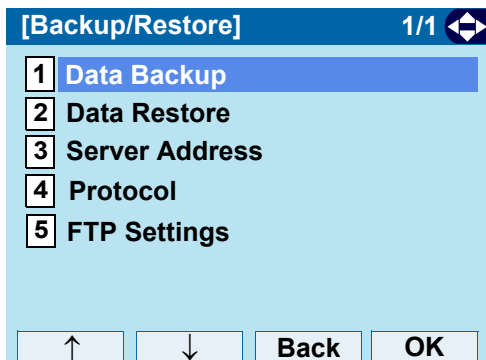 [Backup/Restore] 1/1
1 Data Backup
2 Data Restore
3 Server Address
4 Protocol
5 FTP Settings
↑ ↓ Back OK